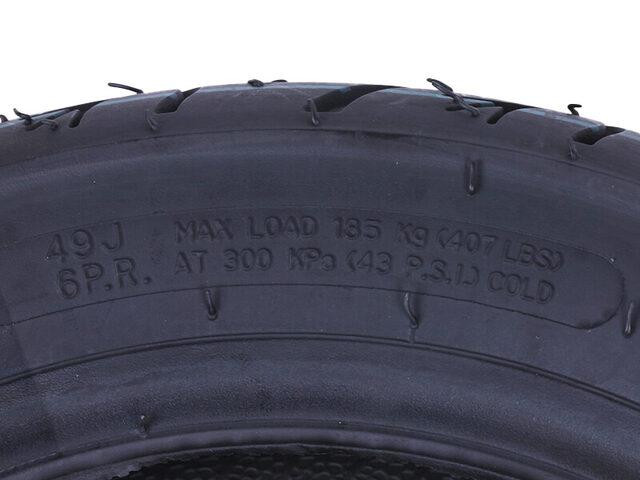 49J MAX LOAD 185 Kg (407 LBS)
6P.R. AT 300 KPa (43 P.S.I.) COLD